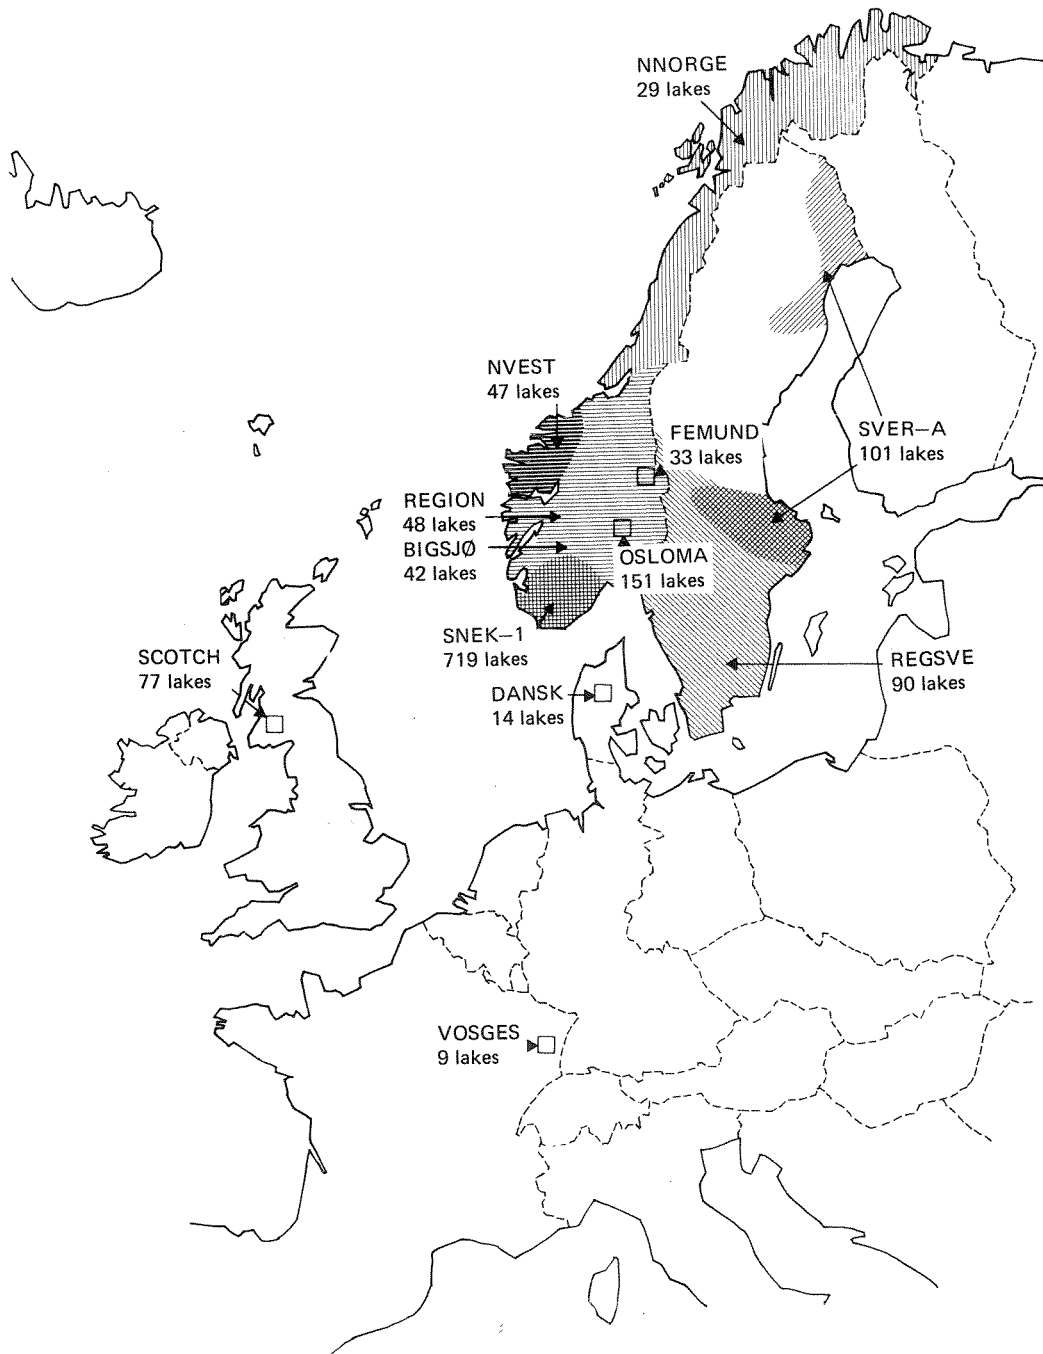 NNORGE
29 lakes
NVEST
47 lakes
FEMUND
33 lakes
SVER–A
101 lakes
REGION
48 lakes
BIGSJØ
42 lakes
OSLOMA
151 lakes
SNEK–1
719 lakes
SCOTCH
77 lakes
DANSK
14 lakes
REGSVE
90 lakes
VOSGES
9 lakes